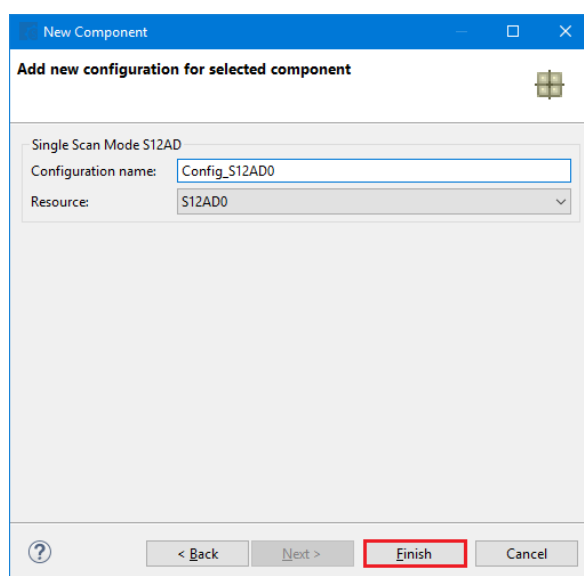 New Component
Add new configuration for selected component
Single Scan Mode S12AD
Configuration name: Config_S12AD0
Resource: S12AD0
? < Back Next > Finish Cancel